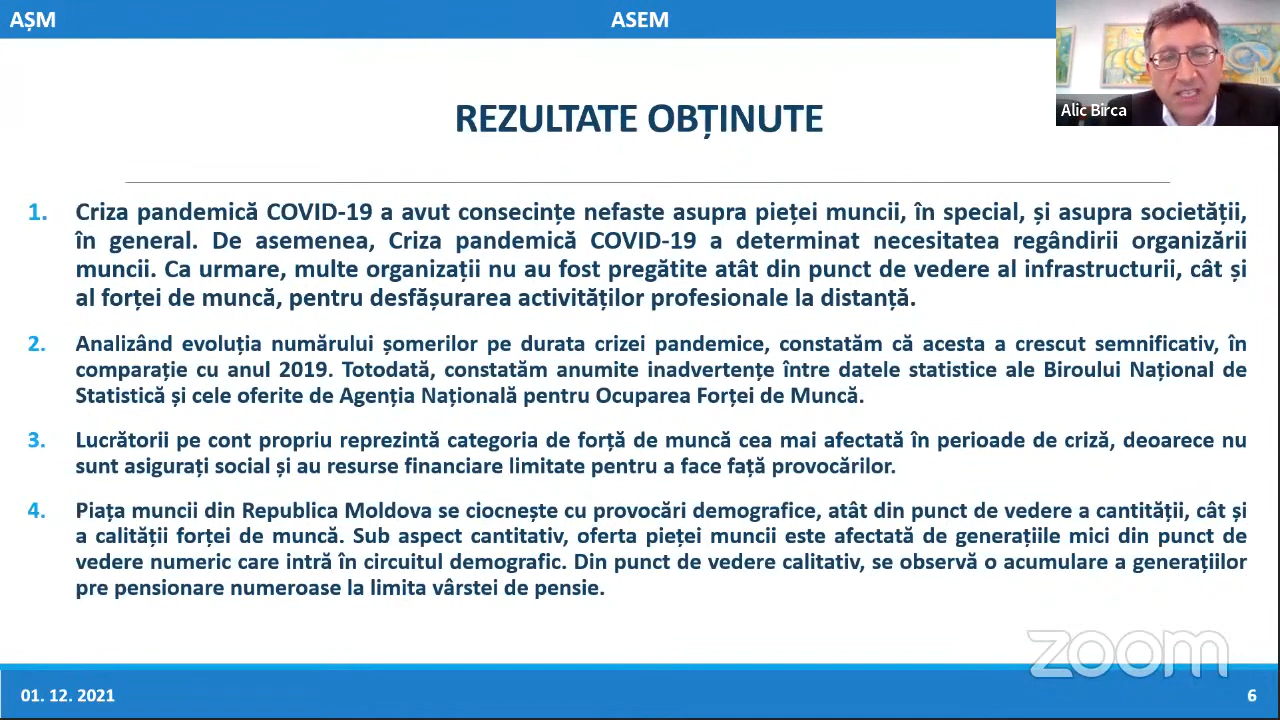 AȘM
ASEM
Alic Birca
REZULTATE OBȚINUTE
1. Criza pandemică COVID-19 a avut consecințe nefaste asupra pieței muncii, în special, și asupra societății,
în general. De asemenea, Criza pandemică COVID-19 a determinat necesitatea regândirii organizării
muncii. Ca urmare, multe organizații nu au fost pregătite atât din punct de vedere al infrastructurii, cât și
al forței de muncă, pentru desfășurarea activităților profesionale la distanță.
2. Analizând evoluția numărului șomerilor pe durata crizei pandemice, constatăm că acesta a crescut semnificativ, în
comparație cu anul 2019. Totodată, constatăm anumite inadvertențe între datele statistice ale Biroului Național de
Statistică și cele oferite de Agenția Națională pentru Ocuparea Forței de Muncă.
3. Lucrătorii pe cont propriu reprezintă categoria de forță de muncă cea mai afectată în perioade de criză, deoarece nu
sunt asigurați social și au resurse financiare limitate pentru a face față provocărilor.
4. Piața muncii din Republica Moldova se ciocnește cu provocări demografice, atât din punct de vedere a cantității, cât și
a calității forței de muncă. Sub aspect cantitativ, oferta pieței muncii este afectată de generațiile mici din punct de
vedere numeric care intră în circuitul demografic. Din punct de vedere calitativ, se observă o acumulare a generațiilor
pre pensionare numeroase la limita vârstei de pensie.
zoom
01. 12. 2021
6